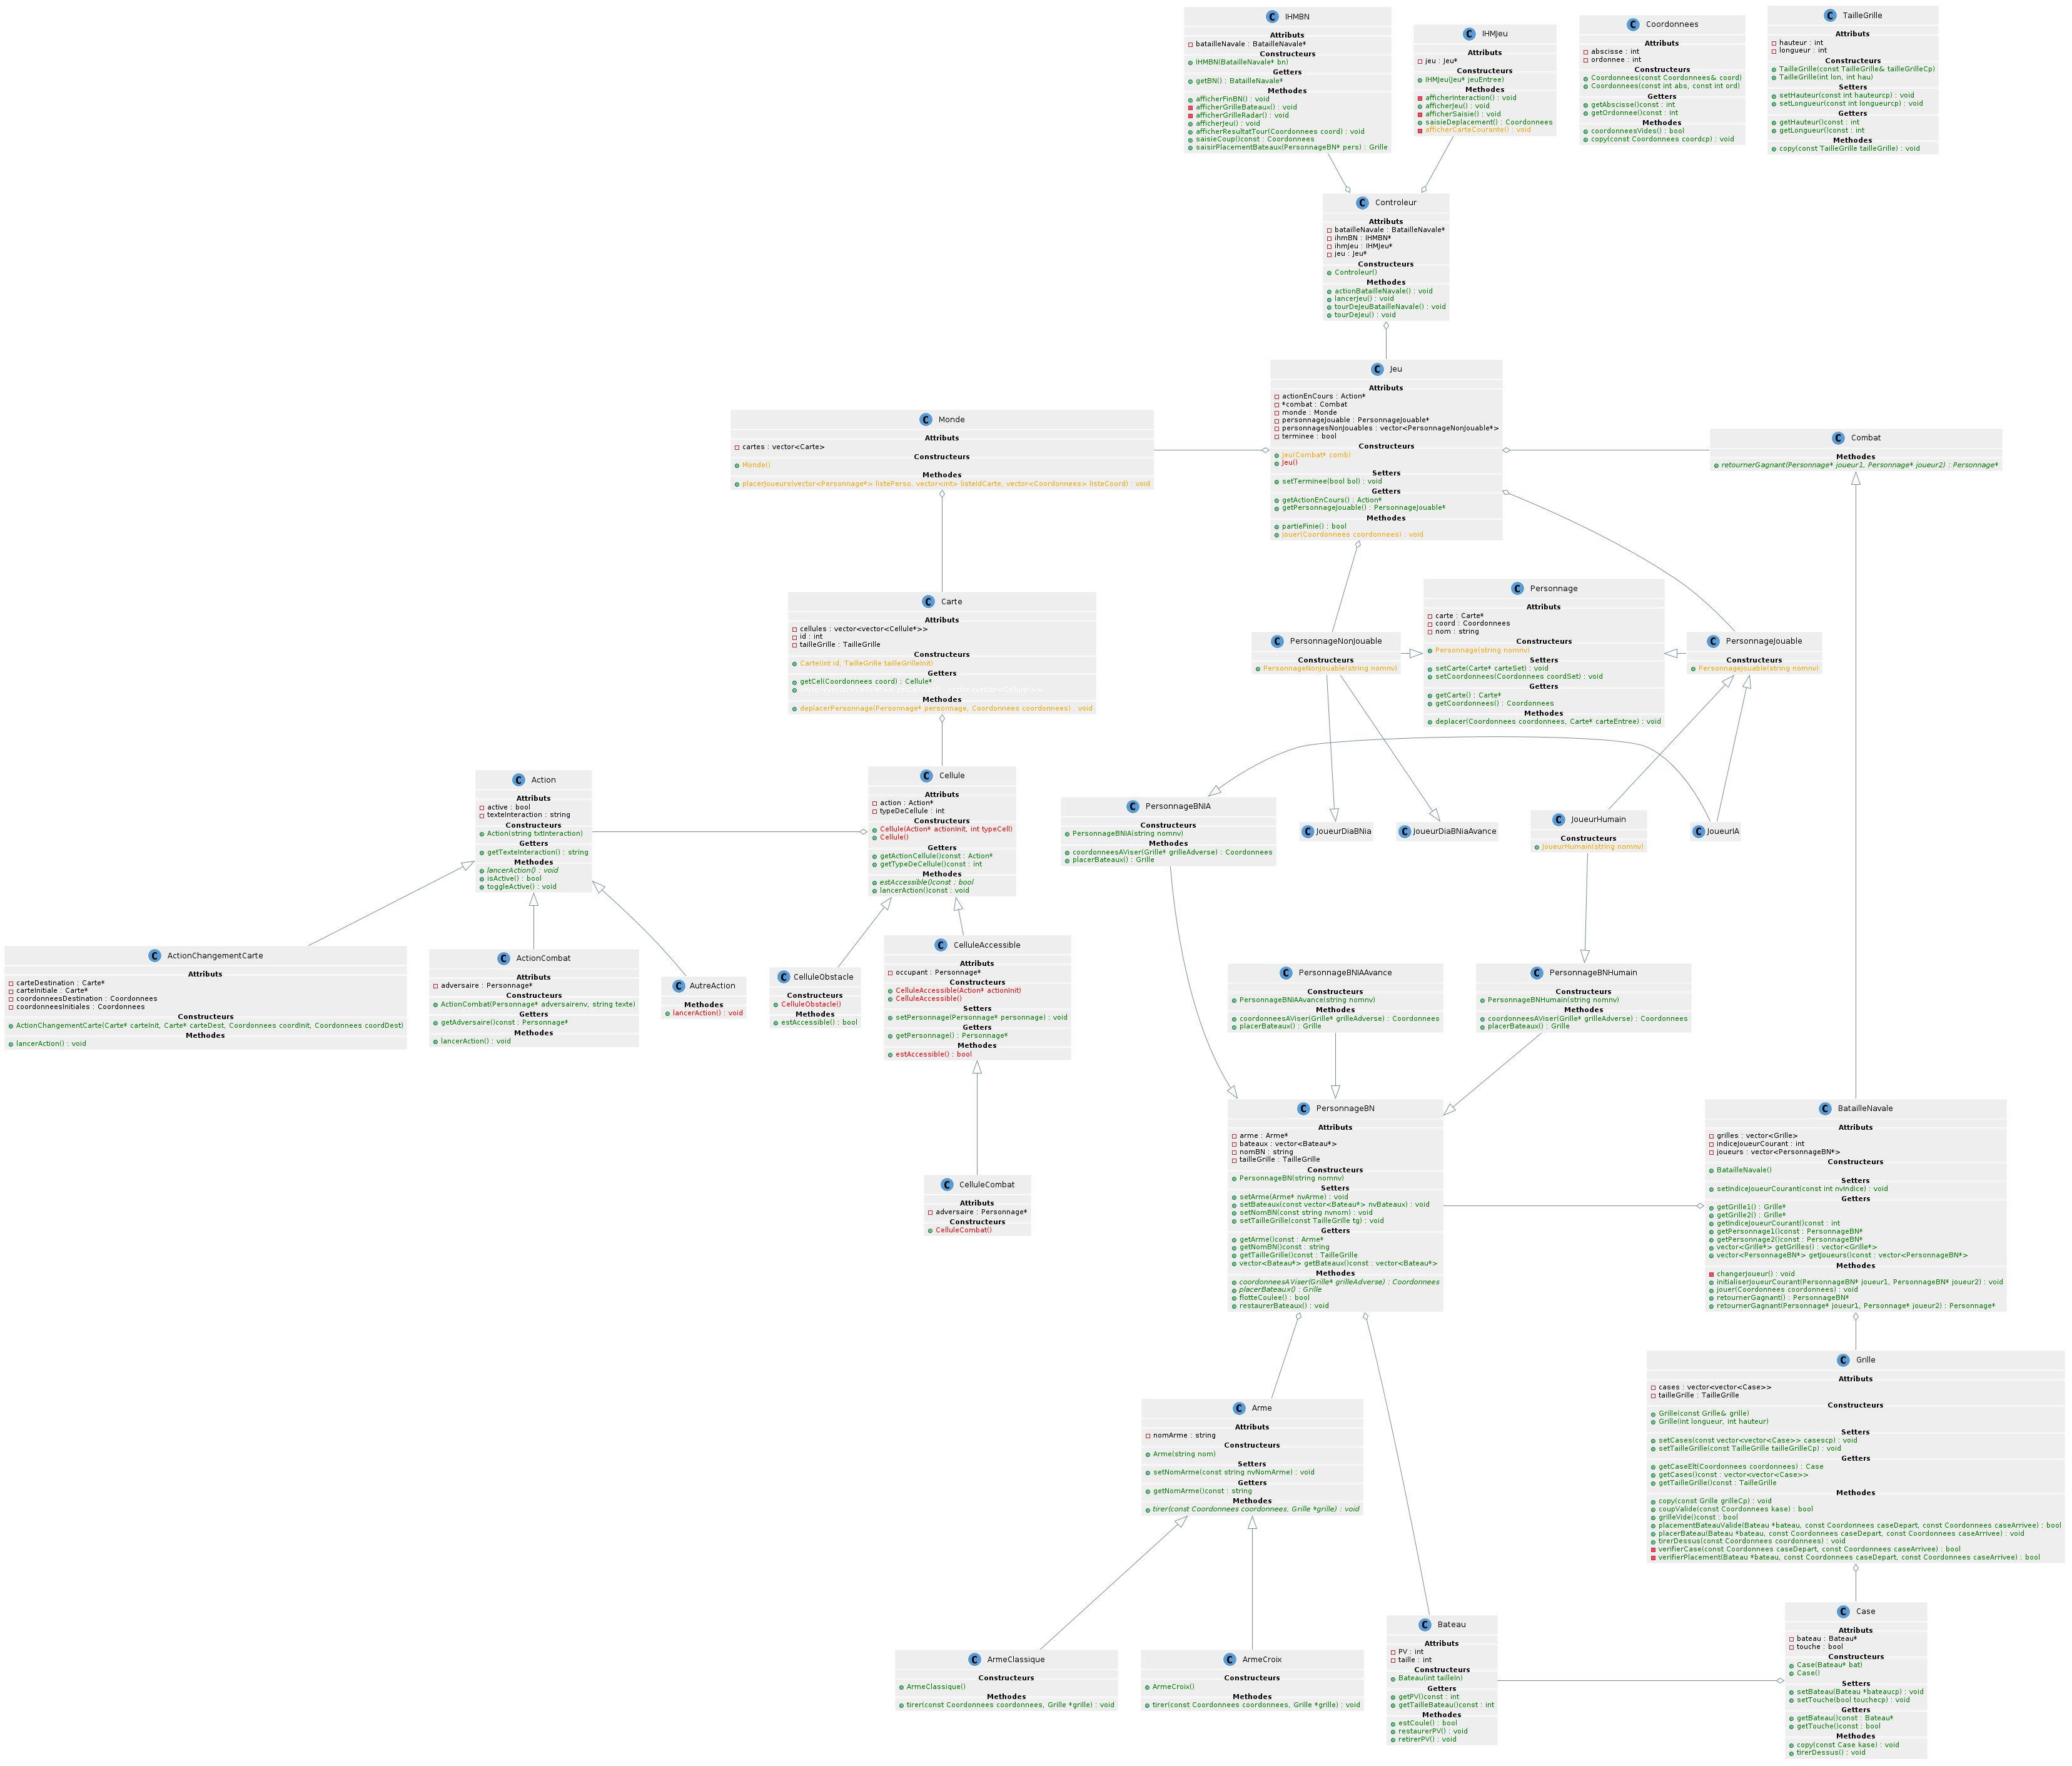 IHMBN
Attributs
batailleNavale : BatailleNavale*
Constructeurs
IHMBN(BatailleNavale* bn)
Getters
getBN() : BatailleNavale*
Methodes
afficherFinBN() : void
afficherGrilleBateaux() : void
afficherGrilleRadar() : void
afficherJeu() : void
afficherResultatTour(Coordonnees coord) : void
saisieCoup()const : Coordonnees
saisirPlacementBateaux(PersonnageBN* pers) : Grille
IHMJeu
Attributs
jeu : Jeu*
Constructeurs
IHMJeu(Jeu* jeuEntree)
Methodes
afficherInteraction() : void
afficherJeu() : void
afficherSaisie() : void
saisieDeplacement() : Coordonnees
afficherCarteCourante() : void
Coordonnees
Attributs
abscisse : int
ordonnee : int
Constructeurs
Coordonnees(const Coordonnees& coord)
Coordonnees(const int abs, const int ord)
Getters
getAbscisse()const : int
getOrdonnee()const : int
Methodes
coordonneesVides() : bool
copy(const Coordonnees coordcp) : void
TailleGrille
Attributs
hauteur : int
longueur : int
Constructeurs
TailleGrille(const TailleGrille& tailleGrilleCp)
TailleGrille(int lon, int hau)
Setters
setHauteur(const int hauteurcp) : void
setLongueur(const int longueurcp) : void
Getters
getHauteur()const : int
getLongueur()const : int
Methodes
copy(const TailleGrille tailleGrille) : void
Controleur
Attributs
batailleNavale : BatailleNavale*
ihmBN : IHMBN*
ihmJeu : IHMJeu*
jeu : Jeu*
Constructeurs
Controleur()
Methodes
actionBatailleNavale() : void
lancerJeu() : void
tourDeJeuBatailleNavale() : void
tourDeJeu() : void
Jeu
Attributs
actionEnCours : Action*
*combat : Combat
monde : Monde
personnageJouable : PersonnageJouable*
personnagesNonJouables : vector<PersonnageNonJouable*>
terminee : bool
Constructeurs
Jeu(Combat* comb)
Jeu()
Setters
setTerminee(bool bol) : void
Getters
getActionEnCours() : Action*
getPersonnageJouable() : PersonnageJouable*
Methodes
partieFinie() : bool
jouer(Coordonnees coordonnees) : void
Monde
Attributs
cartes : vector<Carte>
Constructeurs
Monde()
Methodes
placerJoueurs(vector<Personnage*> listePerso, vector<int> listeIdCarte, vector<Coordonnees> listeCoord) : void
Combat
Methodes
retournerGagnant(Personnage* joueur1, Personnage* joueur2) : Personnage*
Carte
Attributs
cellules : vector<vector<Cellule*>>
id : int
tailleGrille : TailleGrille
Constructeurs
Carte(int id, TailleGrille tailleGrilleInit)
Getters
getCel(Coordonnees coord) : Cellule*
Methodes
deplacerPersonnage(Personnage* personnage, Coordonnees coordonnees) : void
PersonnageNonJouable
Constructeurs
PersonnageNonJouable(string nomnv)
Personnage
Attributs
carte : Carte*
coord : Coordonnees
nom : string
Constructeurs
Personnage(string nomnv)
Setters
setCarte(Carte* carteSet) : void
setCoordonnees(Coordonnees coordSet) : void
Getters
getCarte() : Carte*
getCoordonnees() : Coordonnees
Methodes
deplacer(Coordonnees coordonnees, Carte* carteEntree) : void
PersonnageJouable
Constructeurs
PersonnageJouable(string nomnv)
Action
Attributs
active : bool
texteInteraction : string
Constructeurs
Action(string txtInteraction)
Getters
getTexteInteraction() : string
Methodes
lancerAction() : void
isActive() : bool
toggleActive() : void
Cellule
Attributs
action : Action*
typeDeCellule : int
Constructeurs
Cellule(Action* actionInit, int typeCell)
Cellule()
Getters
getActionCellule()const : Action*
getTypeDeCellule()const : int
Methodes
estAccessible()const : bool
lancerAction()const : void
PersonnageBNIA
Constructeurs
PersonnageBNIA(string nomnv)
Methodes
coordonneesAViser(Grille* grilleAdverse) : Coordonnees
placerBateaux() : Grille
JoueurDiaBNia
JoueurDiaBNiaAvance
JoueurHumain
Constructeurs
JoueurHumain(string nomnv)
JoueurIA
ActionChangementCarte
Attributs
carteDestination : Carte*
carteInitiale : Carte*
coordonneesDestination : Coordonnees
coordonneesInitiales : Coordonnees
Constructeurs
ActionChangementCarte(Carte* carteInit, Carte* carteDest, Coordonnees coordInit, Coordonnees coordDest)
Methodes
lancerAction() : void
ActionCombat
Attributs
adversaire : Personnage*
Constructeurs
ActionCombat(Personnage* adversairenv, string texte)
Getters
getAdversaire()const : Personnage*
Methodes
lancerAction() : void
AutreAction
Methodes
lancerAction() : void
CelluleObstacle
Constructeurs
CelluleObstacle()
Methodes
estAccessible() : bool
CelluleAccessible
Attributs
occupant : Personnage*
Constructeurs
CelluleAccessible(Action* actionInit)
CelluleAccessible()
Setters
setPersonnage(Personnage* personnage) : void
Getters
getPersonage() : Personnage*
Methodes
estAccessible() : bool
PersonnageBNIAAvance
Constructeurs
PersonnageBNIAAvance(string nomnv)
Methodes
coordonneesAViser(Grille* grilleAdverse) : Coordonnees
placerBateaux() : Grille
PersonnageBNHumain
Constructeurs
PersonnageBNHumain(string nomnv)
Methodes
coordonneesAViser(Grille* grilleAdverse) : Coordonnees
placerBateaux() : Grille
CelluleCombat
Attributs
adversaire : Personnage*
Constructeurs
CelluleCombat()
PersonnageBN
Attributs
arme : Arme*
bateaux : vector<Bateau*>
nomBN : string
tailleGrille : TailleGrille
Constructeurs
PersonnageBN(string nomnv)
Setters
setArme(Arme* nvArme) : void
setBateaux(const vector<Bateau*> nvBateaux) : void
setNomBN(const string nvnom) : void
setTailleGrille(const TailleGrille tg) : void
Getters
getArme()const : Arme*
getNomBN()const : string
getTailleGrille()const : TailleGrille
vector<Bateau*> getBateaux()const : vector<Bateau*>
Methodes
coordonneesAViser(Grille* grilleAdverse) : Coordonnees
placerBateaux() : Grille
flotteCoulee() : bool
restaurerBateaux() : void
BatailleNavale
Attributs
grilles : vector<Grille>
indiceJoueurCourant : int
joueurs : vector<PersonnageBN*>
Constructeurs
BatailleNavale()
Setters
setIndiceJoueurCourant(const int nvIndice) : void
Getters
getGrille1() : Grille*
getGrille2() : Grille*
getIndiceJoueurCourant()const : int
getPersonnage1()const : PersonnageBN*
getPersonnage2()const : PersonnageBN*
vector<Grille*> getGrilles() : vector<Grille*>
vector<PersonnageBN*> getJoueurs()const : vector<PersonnageBN*>
Methodes
changerJoueur() : void
initialiserJoueurCourant(PersonnageBN* joueur1, PersonnageBN* joueur2) : void
jouer(Coordonnees coordonnees) : void
retournerGagnant() : PersonnageBN*
retournerGagnant(Personnage* joueur1, Personnage* joueur2) : Personnage*
Arme
Attributs
nomArme : string
Constructeurs
Arme(string nom)
Setters
setNomArme(const string nvNomArme) : void
Getters
getNomArme()const : string
Methodes
tirer(const Coordonnees coordonnees, Grille *grille) : void
Grille
Attributs
cases : vector<vector<Case>>
tailleGrille : TailleGrille
Constructeurs
Grille(const Grille& grille)
Grille(int longueur, int hauteur)
Setters
setCases(const vector<vector<Case>> casescp) : void
setTailleGrille(const TailleGrille tailleGrilleCp) : void
Getters
getCaseElt(Coordonnees coordonnees) : Case
getCases()const : vector<vector<Case>>
getTailleGrille()const : TailleGrille
Methodes
copy(const Grille grilleCp) : void
coupValide(const Coordonnees kase) : bool
grilleVide()const : bool
placementBateauValide(Bateau *bateau, const Coordonnees caseDepart, const Coordonnees caseArrivee) : bool
placerBateau(Bateau *bateau, const Coordonnees caseDepart, const Coordonnees caseArrivee) : void
tirerDessus(const Coordonnees coordonnees) : void
verifierCase(const Coordonnees caseDepart, const Coordonnees caseArrivee) : bool
verifierPlacement(Bateau *bateau, const Coordonnees caseDepart, const Coordonnees caseArrivee) : bool
ArmeClassique
Constructeurs
ArmeClassique()
Methodes
tirer(const Coordonnees coordonnees, Grille *grille) : void
ArmeCroix
Constructeurs
ArmeCroix()
Methodes
tirer(const Coordonnees coordonnees, Grille *grille) : void
Bateau
Attributs
PV : int
taille : int
Constructeurs
Bateau(int tailleIn)
Getters
getPV()const : int
getTailleBateau()const : int
Methodes
estCoule() : bool
restaurerPV() : void
retirerPV() : void
Case
Attributs
bateau : Bateau*
touche : bool
Constructeurs
Case(Bateau* bat)
Case()
Setters
setBateau(Bateau *bateaucp) : void
setTouche(bool touchecp) : void
Getters
getBateau()const : Bateau*
getTouche()const : bool
Methodes
copy(const Case kase) : void
tirerDessus() : void